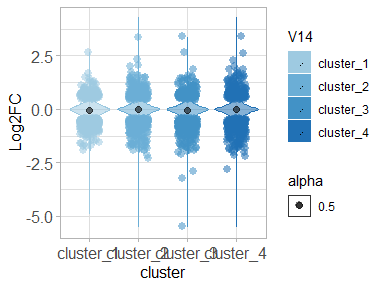 V14
cluster_1
cluster_2
cluster_3
cluster_4
alpha
0.5
Log2FC
2.5
0.0
-2.5
-5.0
cluster_1 cluster_2 cluster_3 cluster_4
cluster